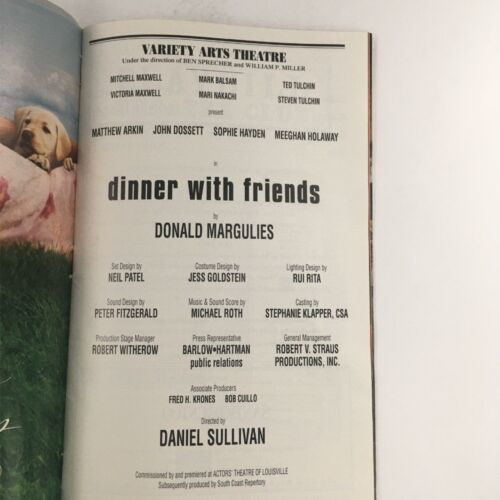 VARIETY ARTS THEATRE
Under the direction of BEN SPRECHER and WILLIAM P. MILLER
MITCHELL MAXWELL MARK BALSAM TED TULCHIN
VICTORIA MAXWELL MARI NAKACHI STEVEN TULCHIN
present
MATTHEW ARKIN JOHN DOSSETT SOPHIE HAYDEN MEEGHAN HOLAWAY
in
dinner with friends
by
DONALD MARGULIES
Set Design by Costume Design by Lighting Design by
NEIL PATEL JESS GOLDSTEIN RUI RITA
Sound Design by Music & Sound Score by Casting by
PETER FITZGERALD MICHAEL ROTH STEPHANIE KLAPPER, CSA
Production Stage Manager Press Representative General Management
ROBERT WITHEROW BARLOW•HARTMAN ROBERT V. STRAUS
public relations PRODUCTIONS, INC.
Associate Producers
FRED H. KRONES BOB CUILLO
Directed by
DANIEL SULLIVAN
Commissioned by and premiered at ACTORS' THEATRE OF LOUISVILLE
Subsequently produced by South Coast Repertory